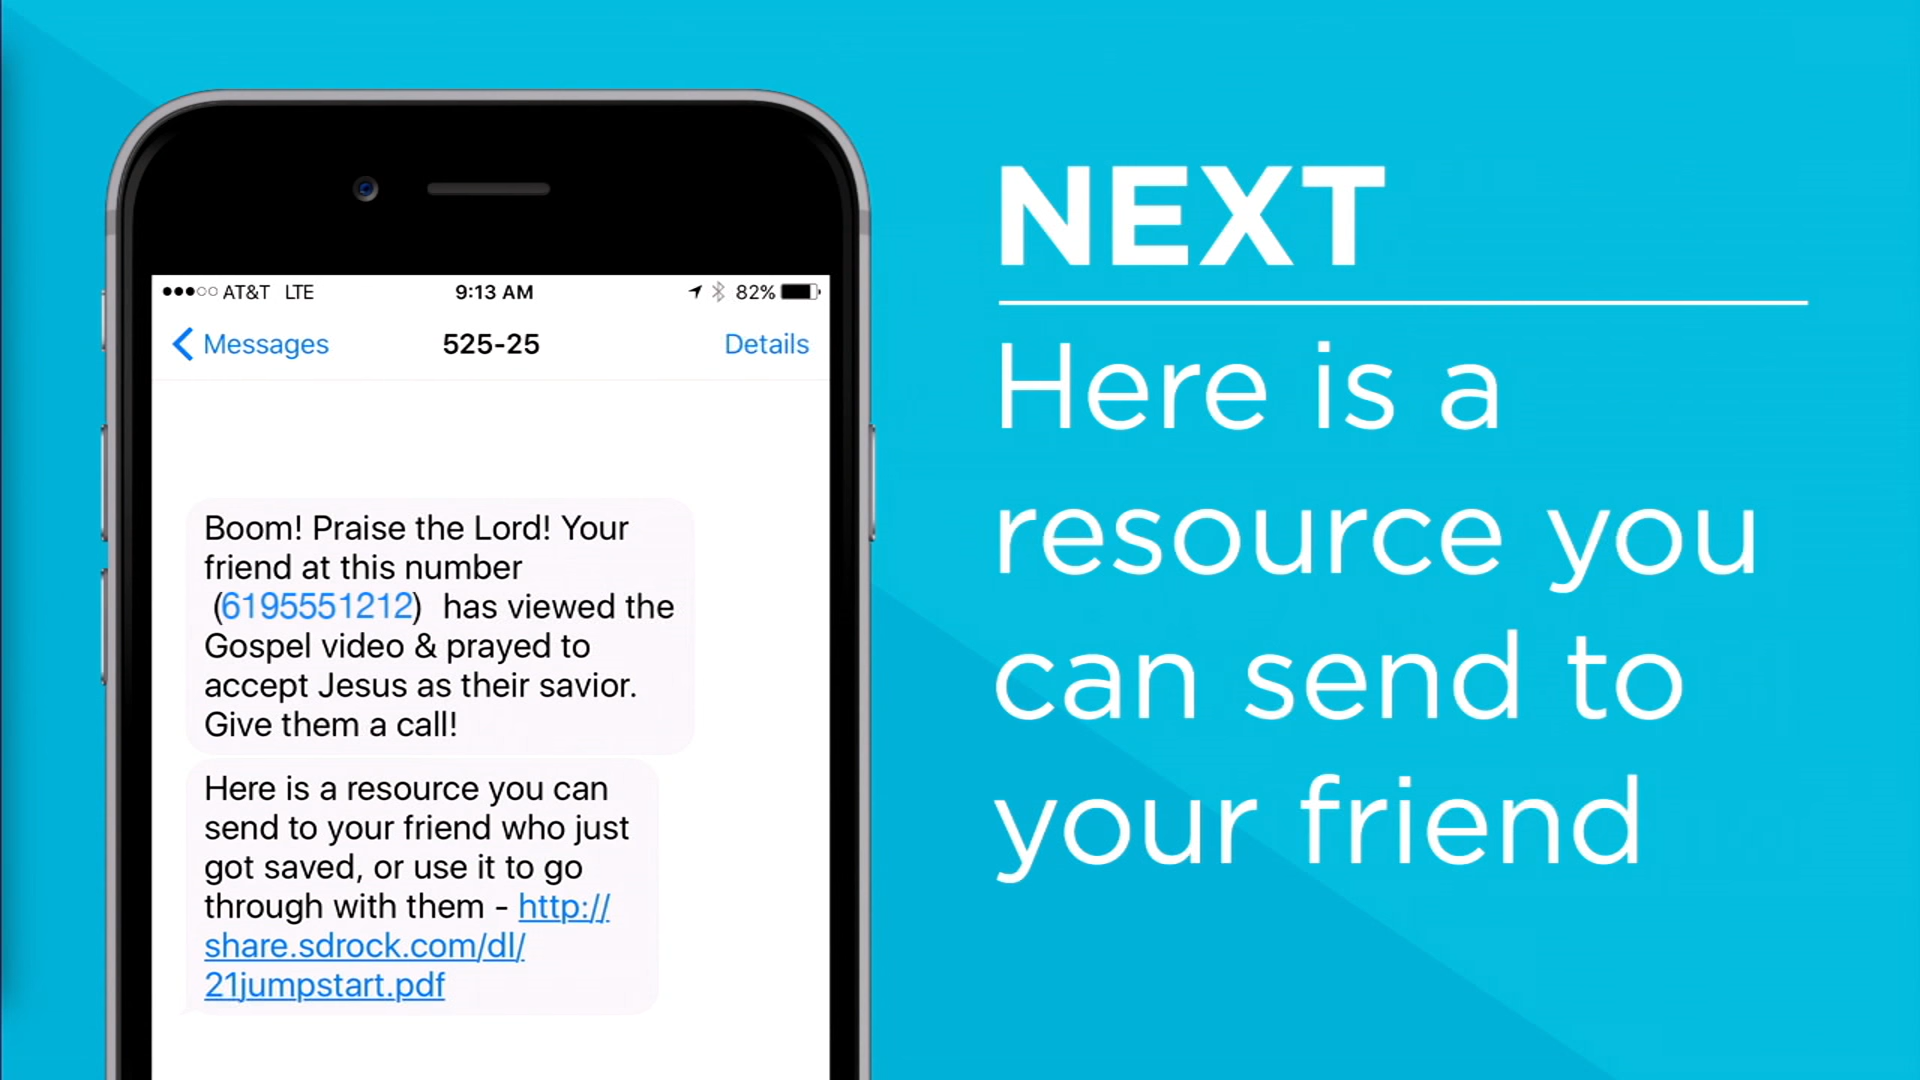 AT&T LTE 9:13 AM 82%
Messages 525-25 Details
Boom! Praise the Lord! Your
friend at this number
(6195551212) has viewed the
Gospel video & prayed to
accept Jesus as their savior.
Give them a call!
Here is a resource you can
send to your friend who just
got saved, or use it to go
through with them - http://
share.sdrock.com/dl/
21jumpstart.pdf
NEXT
Here is a
resource you
can send to
your friend